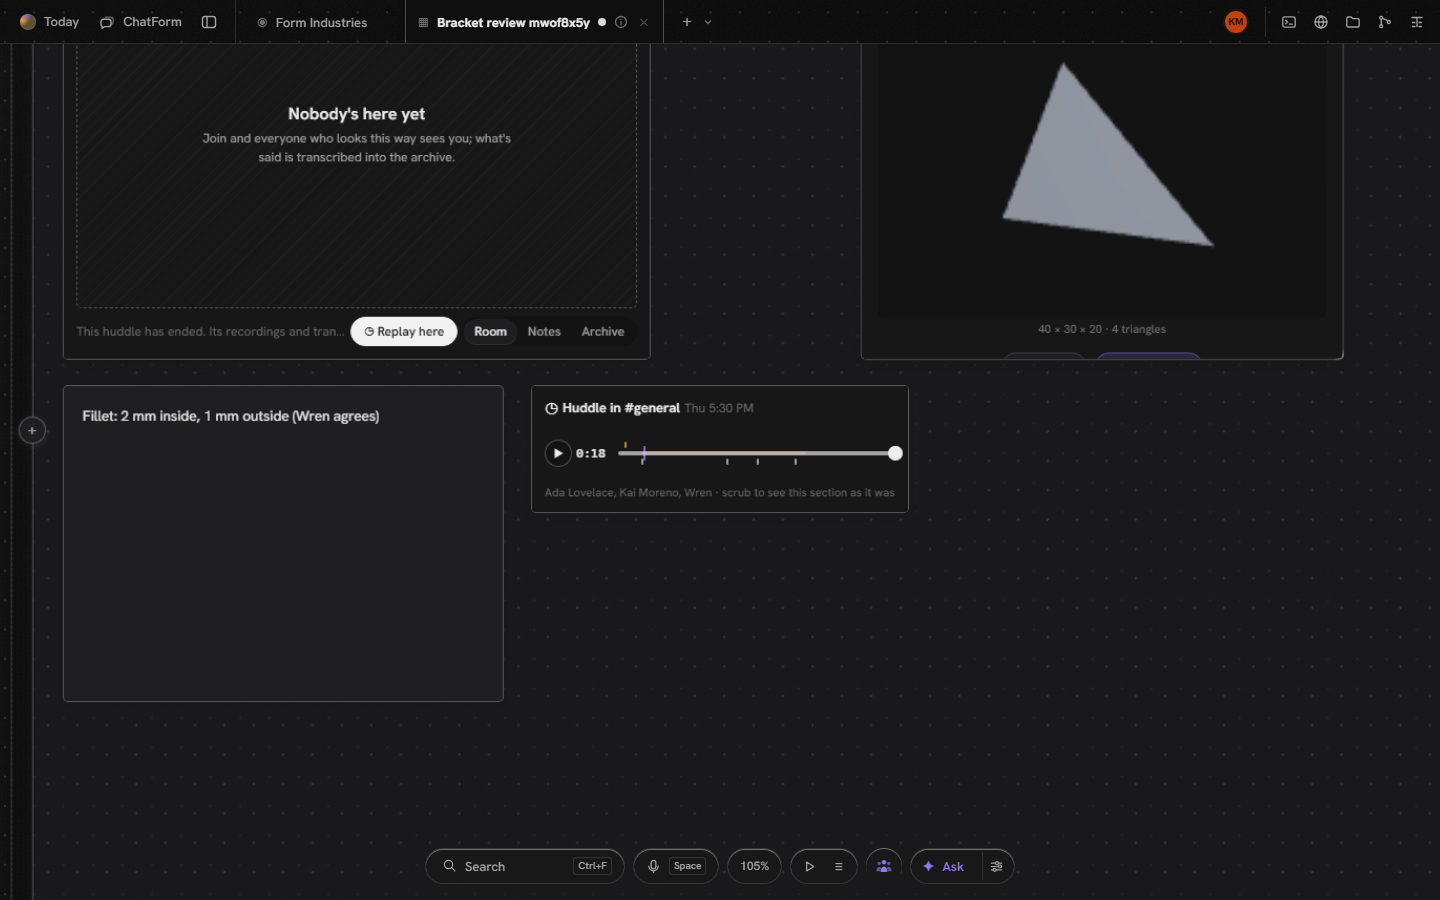 Today
ChatForm
Form Industries
Bracket review mwof8x5y
KM
Nobody's here yet
Join and everyone who looks this way sees you; what's
said is transcribed into the archive.
This huddle has ended. Its recordings and tran...
Replay here
Room
Notes
Archive
40 × 30 × 20 · 4 triangles
Fillet: 2 mm inside, 1 mm outside (Wren agrees)
Huddle in #general Thu 5:30 PM
0:18
Ada Lovelace, Kai Moreno, Wren · scrub to see this section as it was
Search
Ctrl+F
Space
105%
Ask